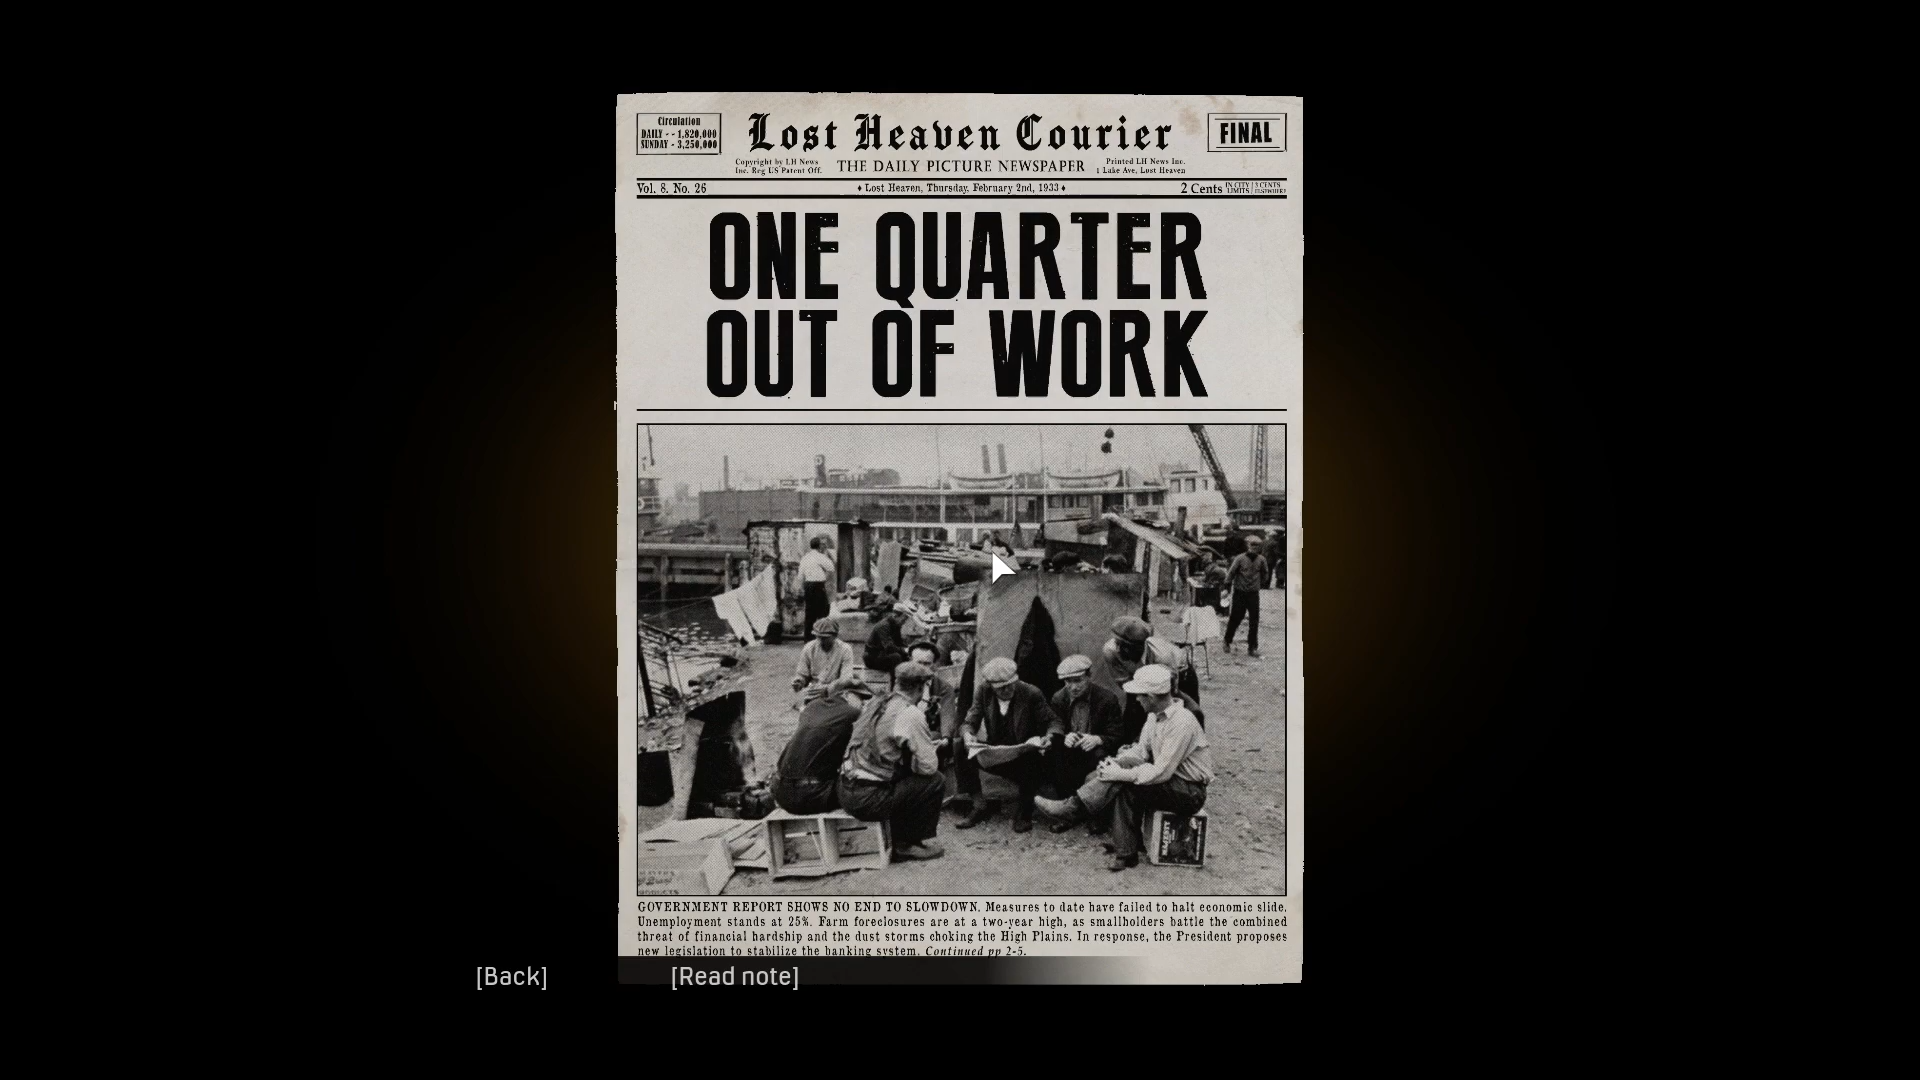 Circulation
DAILY - - 1,820,000
SUNDAY - 3,250,000
Lost Heaven Courier
FINAL
Copyright by LH News
Inc. Reg US Patent Off.
THE DAILY PICTURE NEWSPAPER
Printed LH News Inc.
1 Lake Ave, Lost Heaven
Vol. 8. No. 26
♦ Lost Heaven, Thursday, February 2nd, 1933 ♦
2 Cents
IN CITY
LIMITS
3 CENTS
ELSEWHERE
ONE QUARTER
OUT OF WORK
GOVERNMENT REPORT SHOWS NO END TO SLOWDOWN. Measures to date have failed to halt economic slide.
Unemployment stands at 25%. Farm foreclosures are at a two-year high, as smallholders battle the combined
threat of financial hardship and the dust storms choking the High Plains. In response, the President proposes
new legislation to stabilize the banking system. Continued pp 2-5.
[Back]
[Read note]